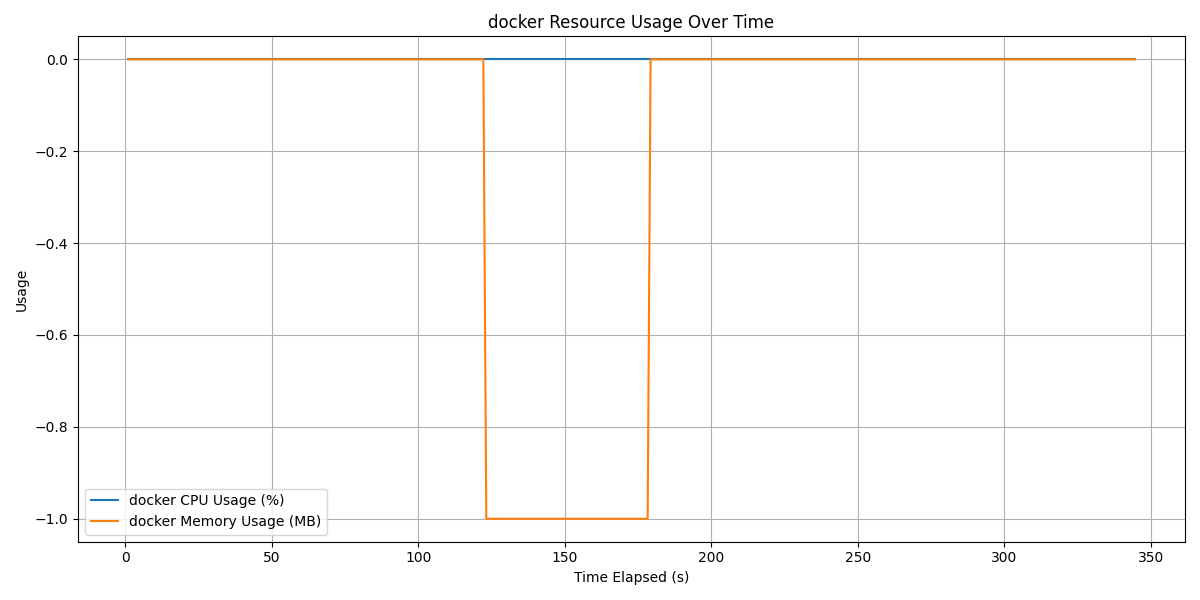 docker Resource Usage Over Time
0.0
−0.2
−0.4
−0.6
−0.8
−1.0
Usage
docker CPU Usage (%)
docker Memory Usage (MB)
0 50 100 150 200 250 300 350
Time Elapsed (s)